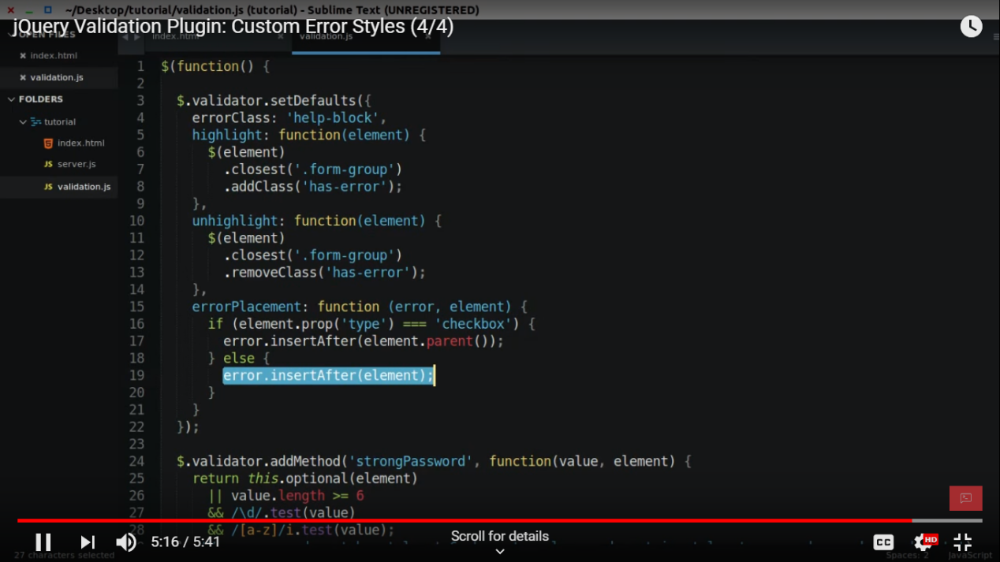 ~/Desktop/tutorial/validation.js (tutorial) - Sublime Text (UNREGISTERED)
jQuery Validation Plugin: Custom Error Styles (4/4)
OPEN FILES
index.html
validation.js
FOLDERS
tutorial
index.html
server.js
validation.js
index.html
validation.js
1 $(function() {
2
3 $.validator.setDefaults({
4 errorClass: 'help-block',
5 highlight: function(element) {
6 $(element)
7 .closest('.form-group')
8 .addClass('has-error');
9 },
10 unhighlight: function(element) {
11 $(element)
12 .closest('.form-group')
13 .removeClass('has-error');
14 },
15 errorPlacement: function (error, element) {
16 if (element.prop('type') === 'checkbox') {
17 error.insertAfter(element.parent());
18 } else {
19 error.insertAfter(element);
20 }
21 }
22 });
23
24 $.validator.addMethod('strongPassword', function(value, element) {
25 return this.optional(element)
26 || value.length >= 6
27 && /\d/.test(value)
28 && /[a-z]/i.test(value);
5:16 / 5:41
Scroll for details
CC
HD
27 characters selected
Spaces: 2
JavaScript